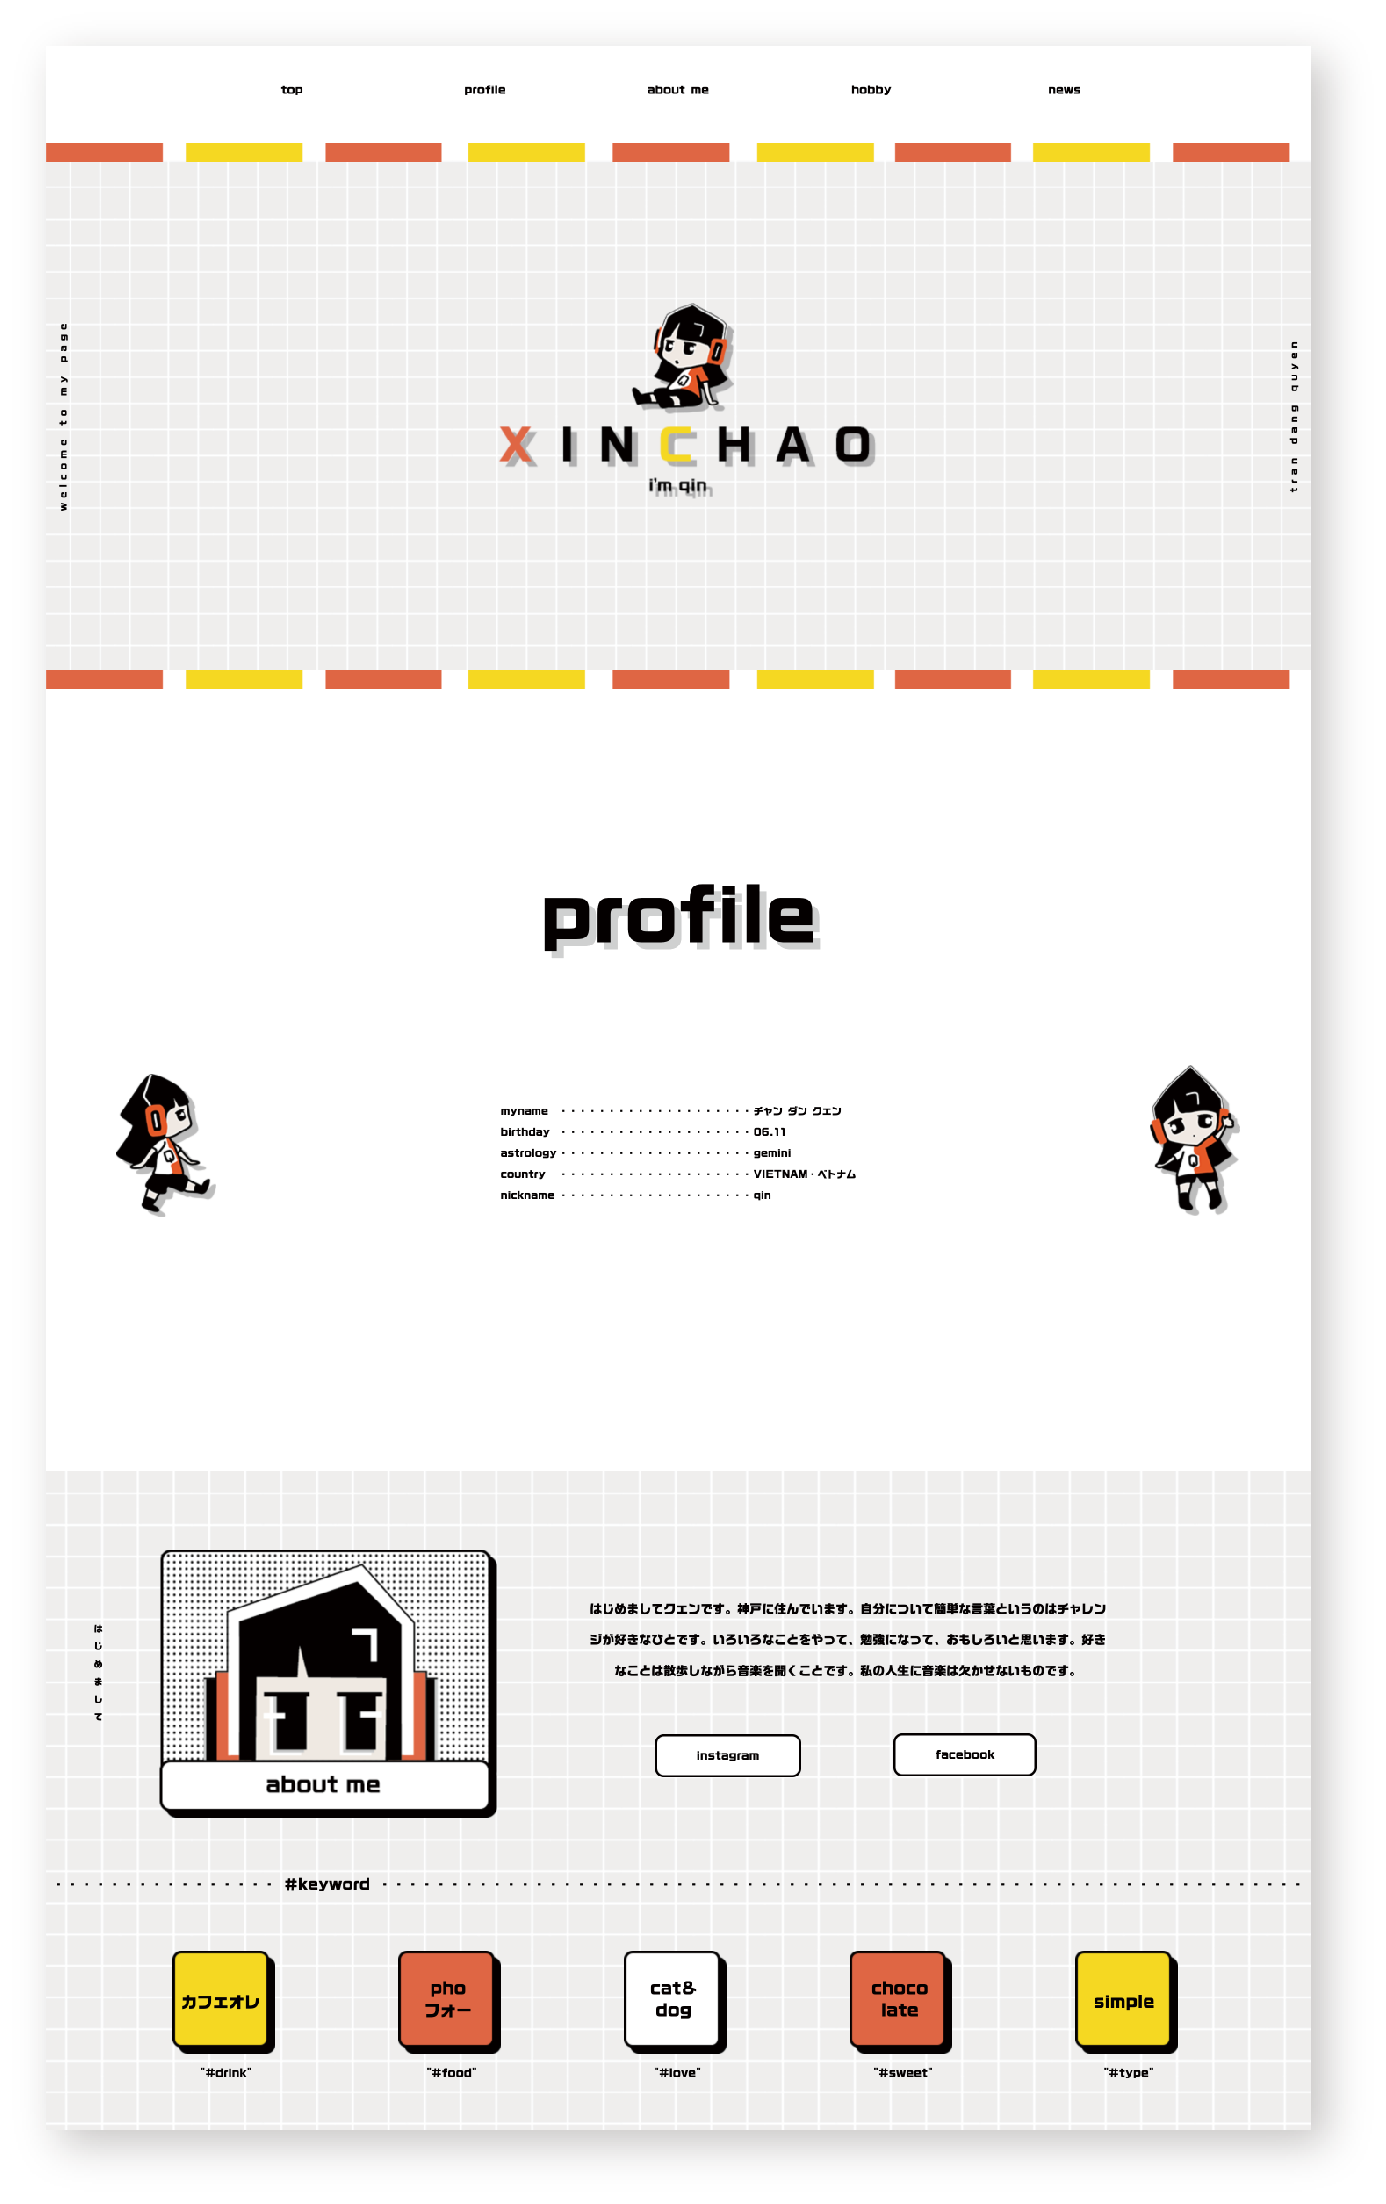 top profile about me hobby news
welcome to my page
tran dang quyen
Q
XINCHAO
i'm qin
profile
myname ・・・・・・・・・・・・・・・・・・・・ チャン ダン クェン
birthday ・・・・・・・・・・・・・・・・・・・・ 06.11
astrology ・・・・・・・・・・・・・・・・・・・・ gemini
country ・・・・・・・・・・・・・・・・・・・・ VIETNAM・ベトナム
nickname ・・・・・・・・・・・・・・・・・・・・ qin
Q
Q
はじめまして
about me
はじめましてクェンです。神戸に住んでいます。自分について簡単な言葉というのはチャレン
ジが好きなひとです。いろいろなことをやって、勉強になって、おもしろいと思います。好き
なことは散歩しながら音楽を聞くことです。私の人生に音楽は欠かせないものです。
instagram facebook
#keyword
カフェオレ
"#drink"
pho
フォー
"#food"
cat&
dog
"#love"
choco
late
"#sweet"
simple
"#type"